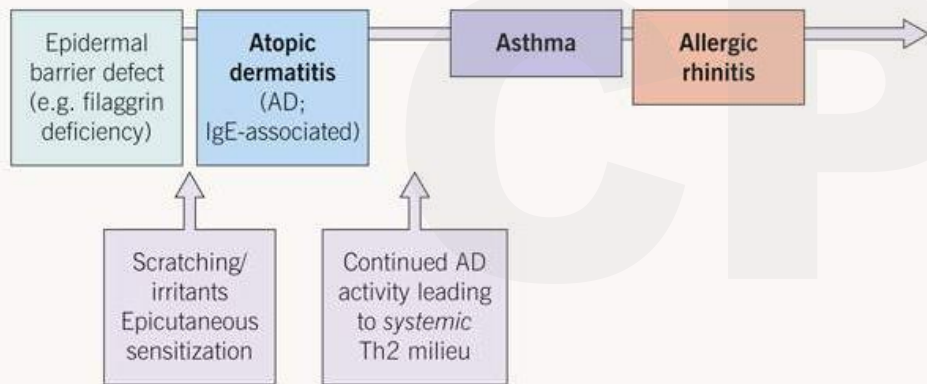 Epidermal
barrier defect
(e.g. filaggrin
deficiency)
Atopic
dermatitis
(AD;
IgE-associated)
Asthma
Allergic
rhinitis
Scratching/
irritants
Epicutaneous
sensitization
Continued AD
activity leading
to systemic
Th2 milieu
CP